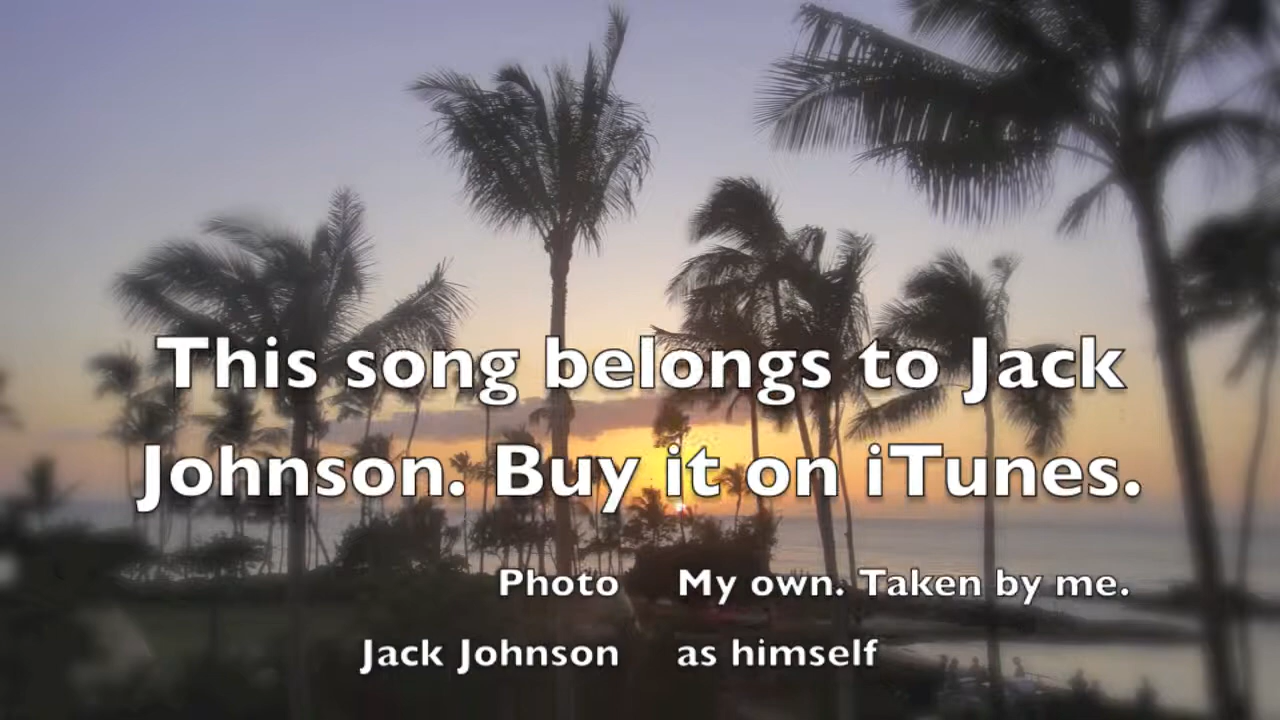 This song belongs to Jack
Johnson. Buy it on iTunes.
Photo My own. Taken by me.
Jack Johnson as himself